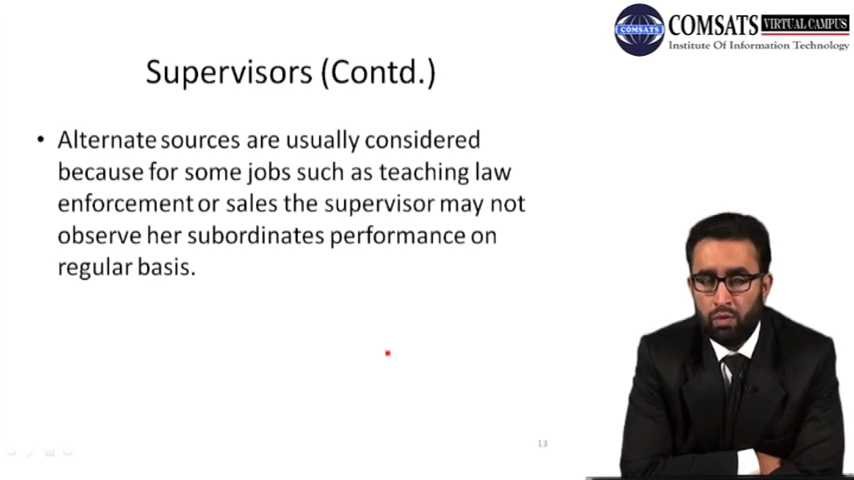 COMSATS
COMSATS VIRTUAL CAMPUS
Institute Of Information Technology
Supervisors (Contd.)
• Alternate sources are usually considered
because for some jobs such as teaching law
enforcement or sales the supervisor may not
observe her subordinates performance on
regular basis.
13